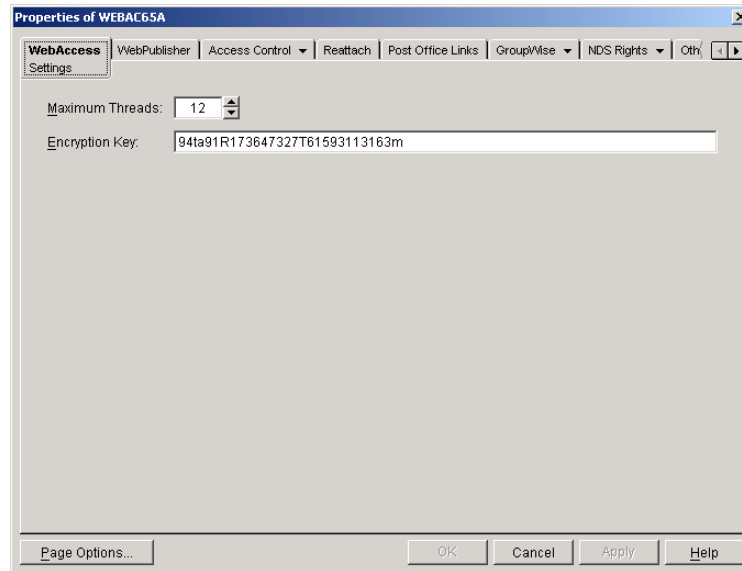 Properties of WEBAC65A
WebAccess WebPublisher Access Control Reattach Post Office Links GroupWise NDS Rights Oth
Settings
Maximum Threads: 12
Encryption Key: 94ta91R173647327T61593113163m
Page Options... OK Cancel Apply Help